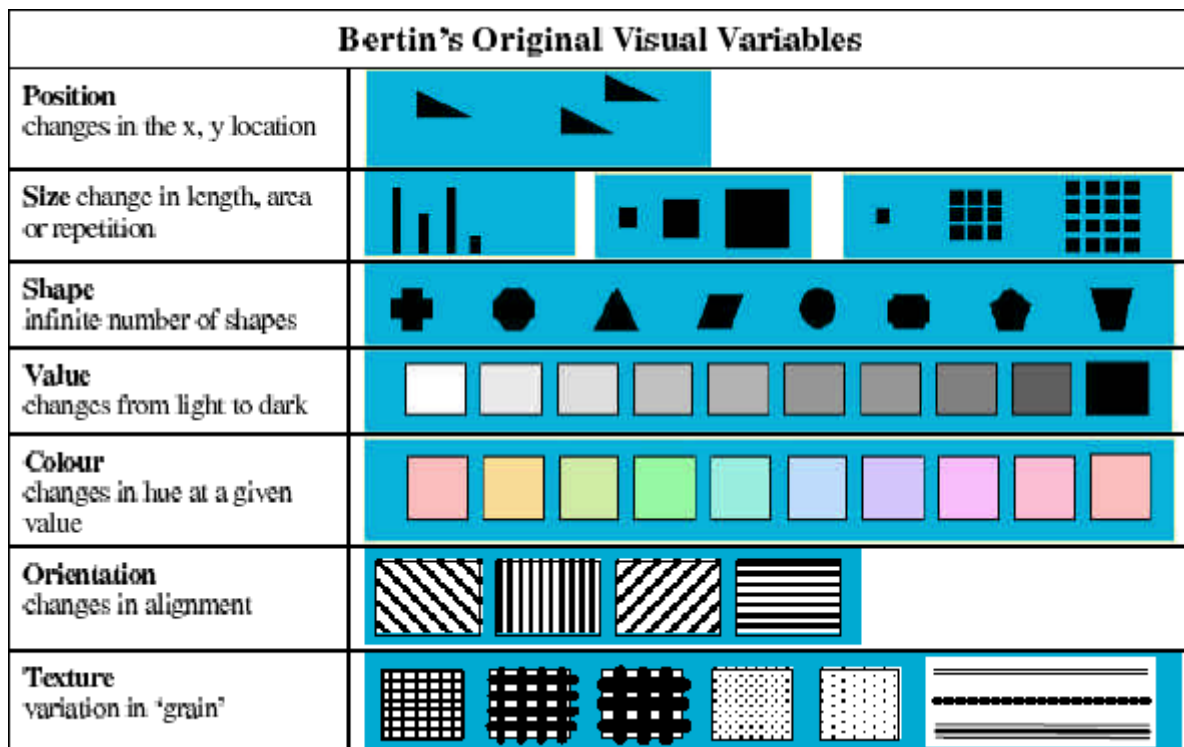 Bertin's Original Visual Variables
Position
changes in the x, y location
Size change in length, area
or repetition
Shape
infinite number of shapes
Value
changes from light to dark
Colour
changes in hue at a given
value
Orientation
changes in alignment
Texture
variation in 'grain'